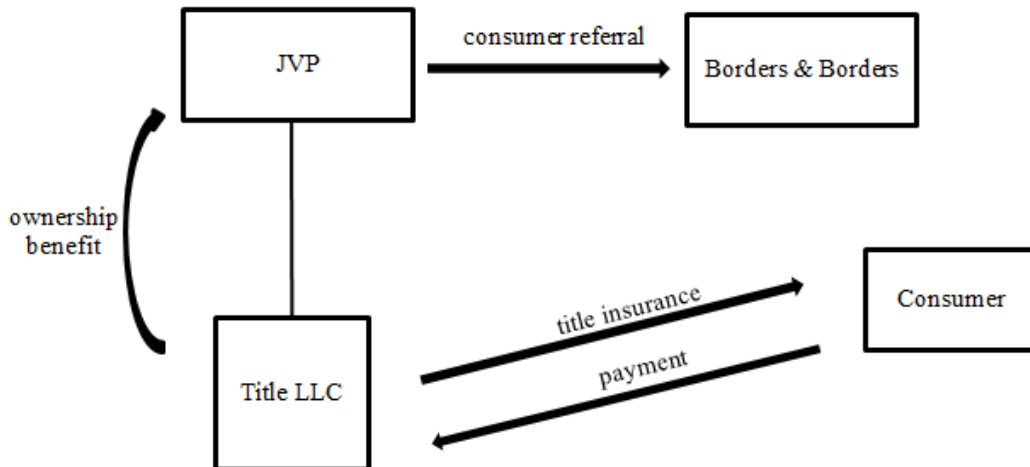 consumer referral
JVP
Borders & Borders
ownership
benefit
title insurance
Consumer
payment
Title LLC